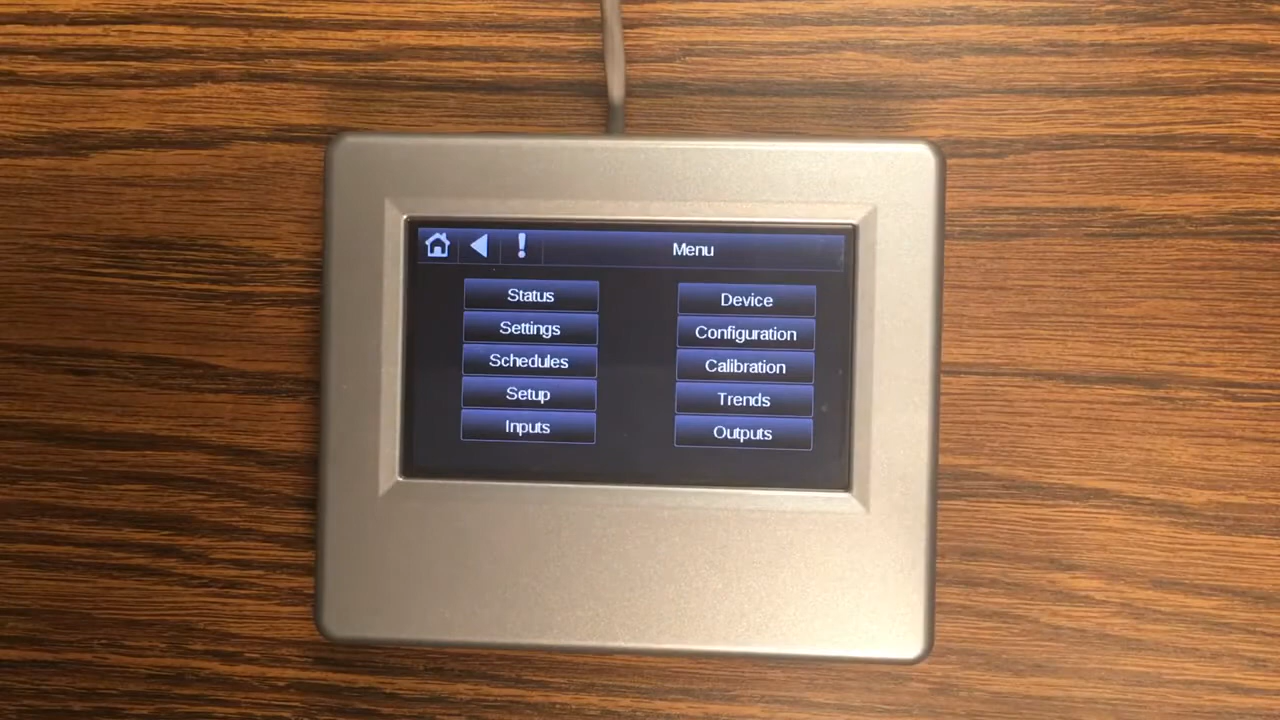 Menu
Status
Settings
Schedules
Setup
Inputs
Device
Configuration
Calibration
Trends
Outputs